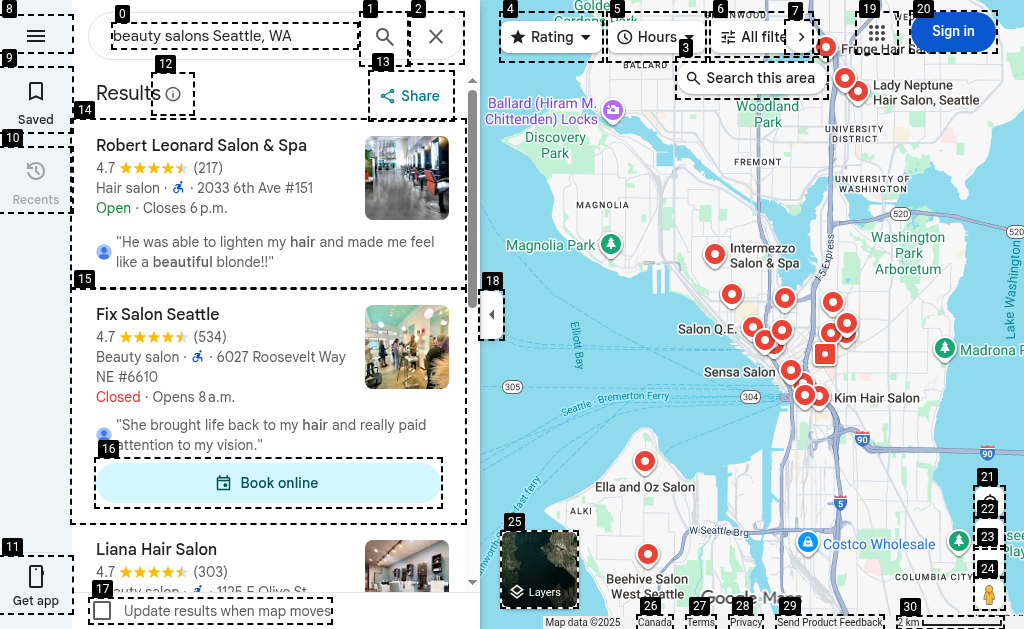 beauty salons Seattle, WA
Results
Share
Saved
Recents
Get app
Robert Leonard Salon & Spa
4.7 (217)
Hair salon · · 2033 6th Ave #151
Open · Closes 6 p.m.
"He was able to lighten my hair and made me feel
like a beautiful blonde!!"
Fix Salon Seattle
4.7 (534)
Beauty salon · · 6027 Roosevelt Way
NE #6610
Closed · Opens 8 a.m.
"She brought life back to my hair and really paid
attention to my vision."
Book online
Liana Hair Salon
4.7 (303)
Update results when map moves
Rating
Hours
All filte
Sign in
Search this area
Fringe Hair Sa
Lady Neptune
Hair Salon, Seattle
BALLARD
Ballard (Hiram M.
Chittenden) Locks
Discovery
Park
Woodland
Park
UNIVERSITY
DISTRICT
FREMONT
UNIVERSITY OF
WASHINGTON
MAGNOLIA
520
520
Magnolia Park
Washington
Park
Arboretum
I-5 Express
Lake Washington
Intermezzo
Salon & Spa
Salon Q.E.
Elliott Bay
Madrona P
Sensa Salon
305
304
Seattle - Bremerton Ferry
Kim Hair Salon
90
90
Ella and Oz Salon
ALKI
5
fast ferry
W Seattle Brg
Costco Wholesale
COLUMBIA CITY
Beehive Salon
West Seattle
Layers
Google Maps
Map data ©2025
Canada
Terms
Privacy
Send Product Feedback
2 km
0
1
2
3
4
5
6
7
8
9
10
11
12
13
14
15
16
17
18
19
20
21
22
23
24
25
26
27
28
29
30